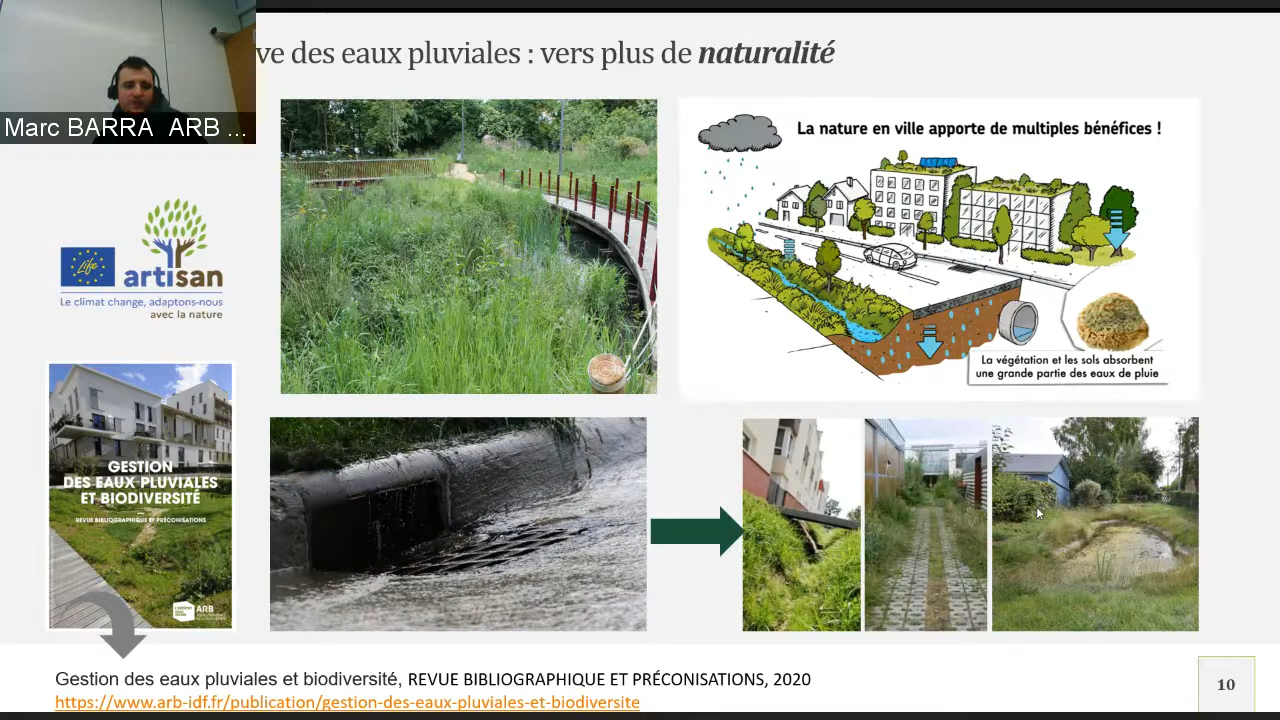 ve des eaux pluviales : vers plus de naturalité
Marc BARRA ARB ...
La nature en ville apporte de multiples bénéfices !
Life
artisan
Le climat change, adaptons-nous
avec la nature
La végétation et les sols absorbent
une grande partie des eaux de pluie
GESTION
DES EAUX PLUVIALES
ET BIODIVERSITÉ
REVUE BIBLIOGRAPHIQUE ET PRÉCONISATIONS
ARB
Gestion des eaux pluviales et biodiversité, REVUE BIBLIOGRAPHIQUE ET PRÉCONISATIONS, 2020
https://www.arb-idf.fr/publication/gestion-des-eaux-pluviales-et-biodiversite
10